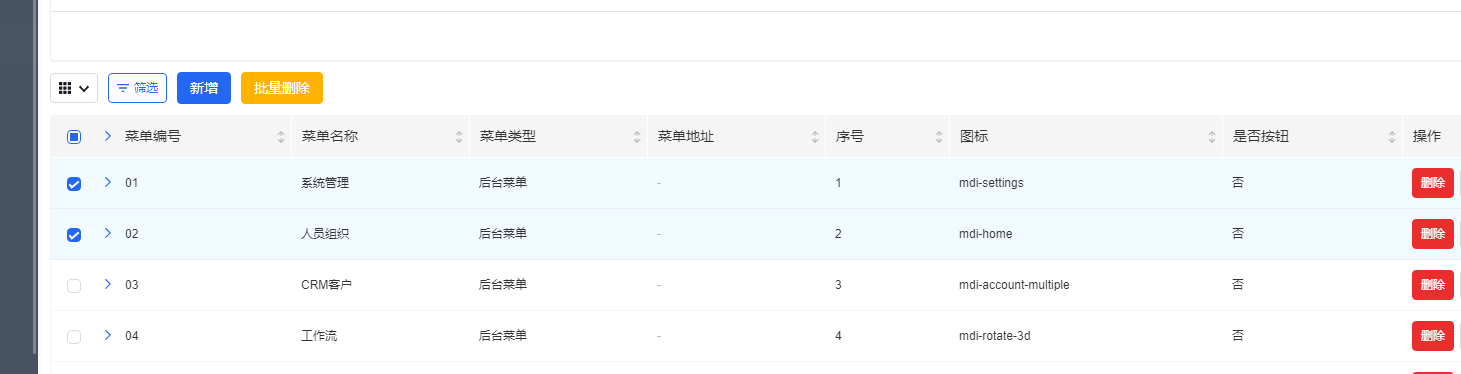 筛选 新增 批量删除
菜单编号 菜单名称 菜单类型 菜单地址 序号 图标 是否按钮 操作
01 系统管理 后台菜单 - 1 mdi-settings 否 删除
02 人员组织 后台菜单 - 2 mdi-home 否 删除
03 CRM客户 后台菜单 - 3 mdi-account-multiple 否 删除
04 工作流 后台菜单 - 4 mdi-rotate-3d 否 删除